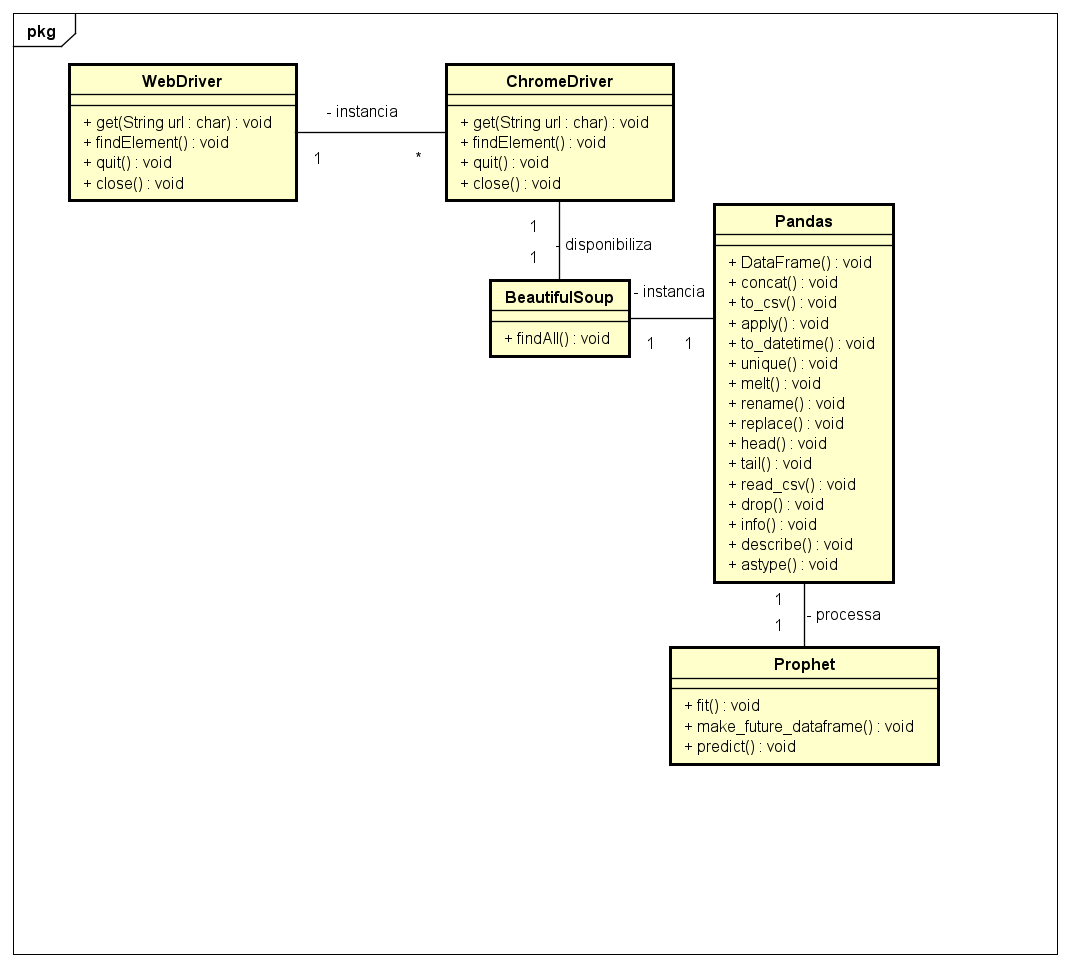 pkg
WebDriver
+ get(String url : char) : void
+ findElement() : void
+ quit() : void
+ close() : void
- instancia
1
*
ChromeDriver
+ get(String url : char) : void
+ findElement() : void
+ quit() : void
+ close() : void
1
- disponibiliza
1
BeautifulSoup
+ findAll() : void
- instancia
1
1
Pandas
+ DataFrame() : void
+ concat() : void
+ to_csv() : void
+ apply() : void
+ to_datetime() : void
+ unique() : void
+ melt() : void
+ rename() : void
+ replace() : void
+ head() : void
+ tail() : void
+ read_csv() : void
+ drop() : void
+ info() : void
+ describe() : void
+ astype() : void
1
- processa
1
Prophet
+ fit() : void
+ make_future_dataframe() : void
+ predict() : void